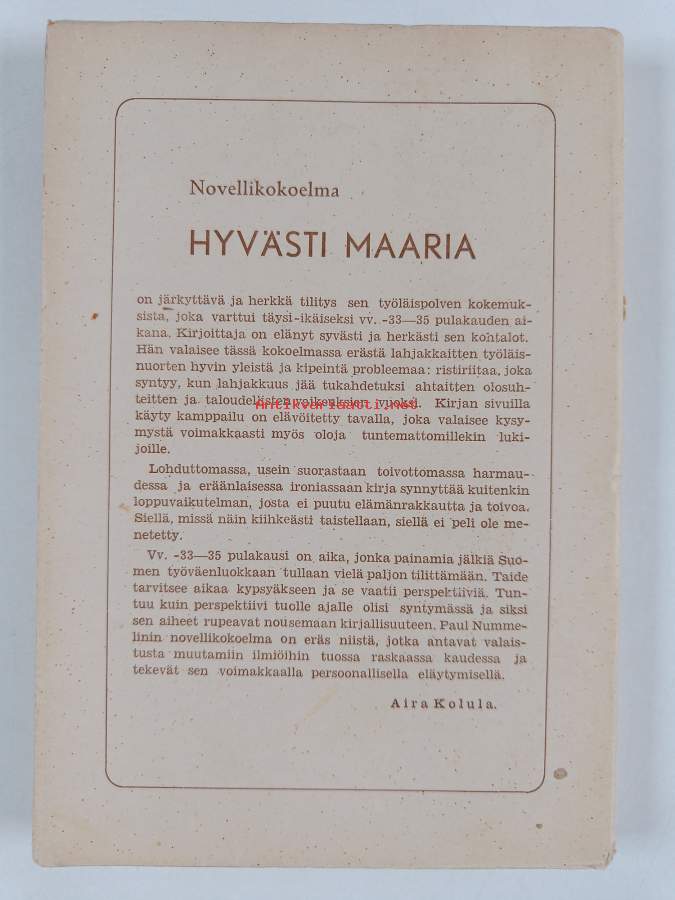 Novellikokoelma
HYVÄSTI MAARIA
on järkyttävä ja herkkä tilitys sen työläispolven kokemuk-
sista, joka varttui täysi-ikäiseksi vv. -33—35 pulakauden ai-
kana. Kirjoittaja on elänyt syvästi ja herkästi sen kohtalot.
Hän valaisee tässä kokoelmassa erästä lahjakkaitten työläis-
nuorten hyvin yleistä ja kipeintä probleemaa: ristiriitaa, joka
syntyy, kun lahjakkuus jää tukahdetuksi ahtaitten olosuh-
teitten ja taloudellisten vaikeuksien vuoksi. Kirjan sivuilla
Antikvariaatti.net
käyty kamppailu on elävöitetty tavalla, joka valaisee kysy-
mystä voimakkaasti myös oloja tuntemattomillekin luki-
joille.
Lohduttomassa, usein suorastaan toivottomassa harmau-
dessa ja eräänlaisessa ironiassaan kirja synnyttää kuitenkin
loppuvaikutelman, josta ei puutu elämänrakkautta ja toivoa.
Siellä, missä näin kiihkeästi taistellaan, siellä ei peli ole me-
netetty.
Vv. -33—35 pulakausi on aika, jonka painamia jälkiä Suo-
men työväenluokkaan tullaan vielä paljon tilittämään. Taide
tarvitsee aikaa kypsyäkseen ja se vaatii perspektiiviä. Tun-
tuu kuin perspektiivi tuolle ajalle olisi syntymässä ja siksi
sen aiheet rupeavat nousemaan kirjallisuuteen. Paul Numme-
linin novellikokoelma on eräs niistä, jotka antavat valais-
tusta muutamiin ilmiöihin tuossa raskaassa kaudessa ja
tekevät sen voimakkaalla persoonallisella eläytymisellä.
Aira Kolula.